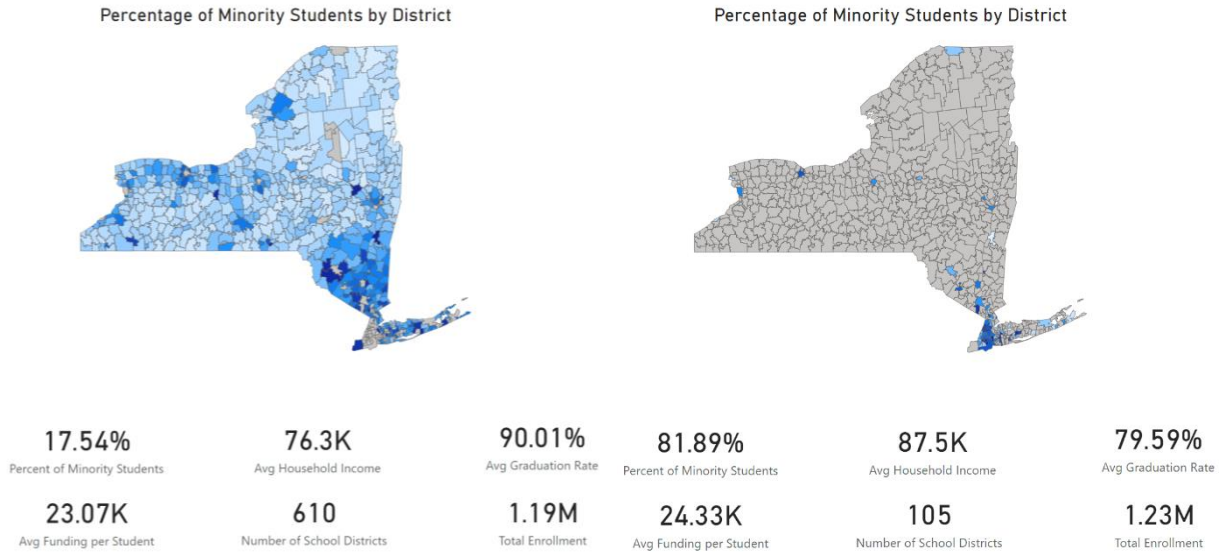 Percentage of Minority Students by District
17.54%
Percent of Minority Students
76.3K
Avg Household Income
90.01%
Avg Graduation Rate
23.07K
Avg Funding per Student
610
Number of School Districts
1.19M
Total Enrollment
Percentage of Minority Students by District
81.89%
Percent of Minority Students
87.5K
Avg Household Income
79.59%
Avg Graduation Rate
24.33K
Avg Funding per Student
105
Number of School Districts
1.23M
Total Enrollment